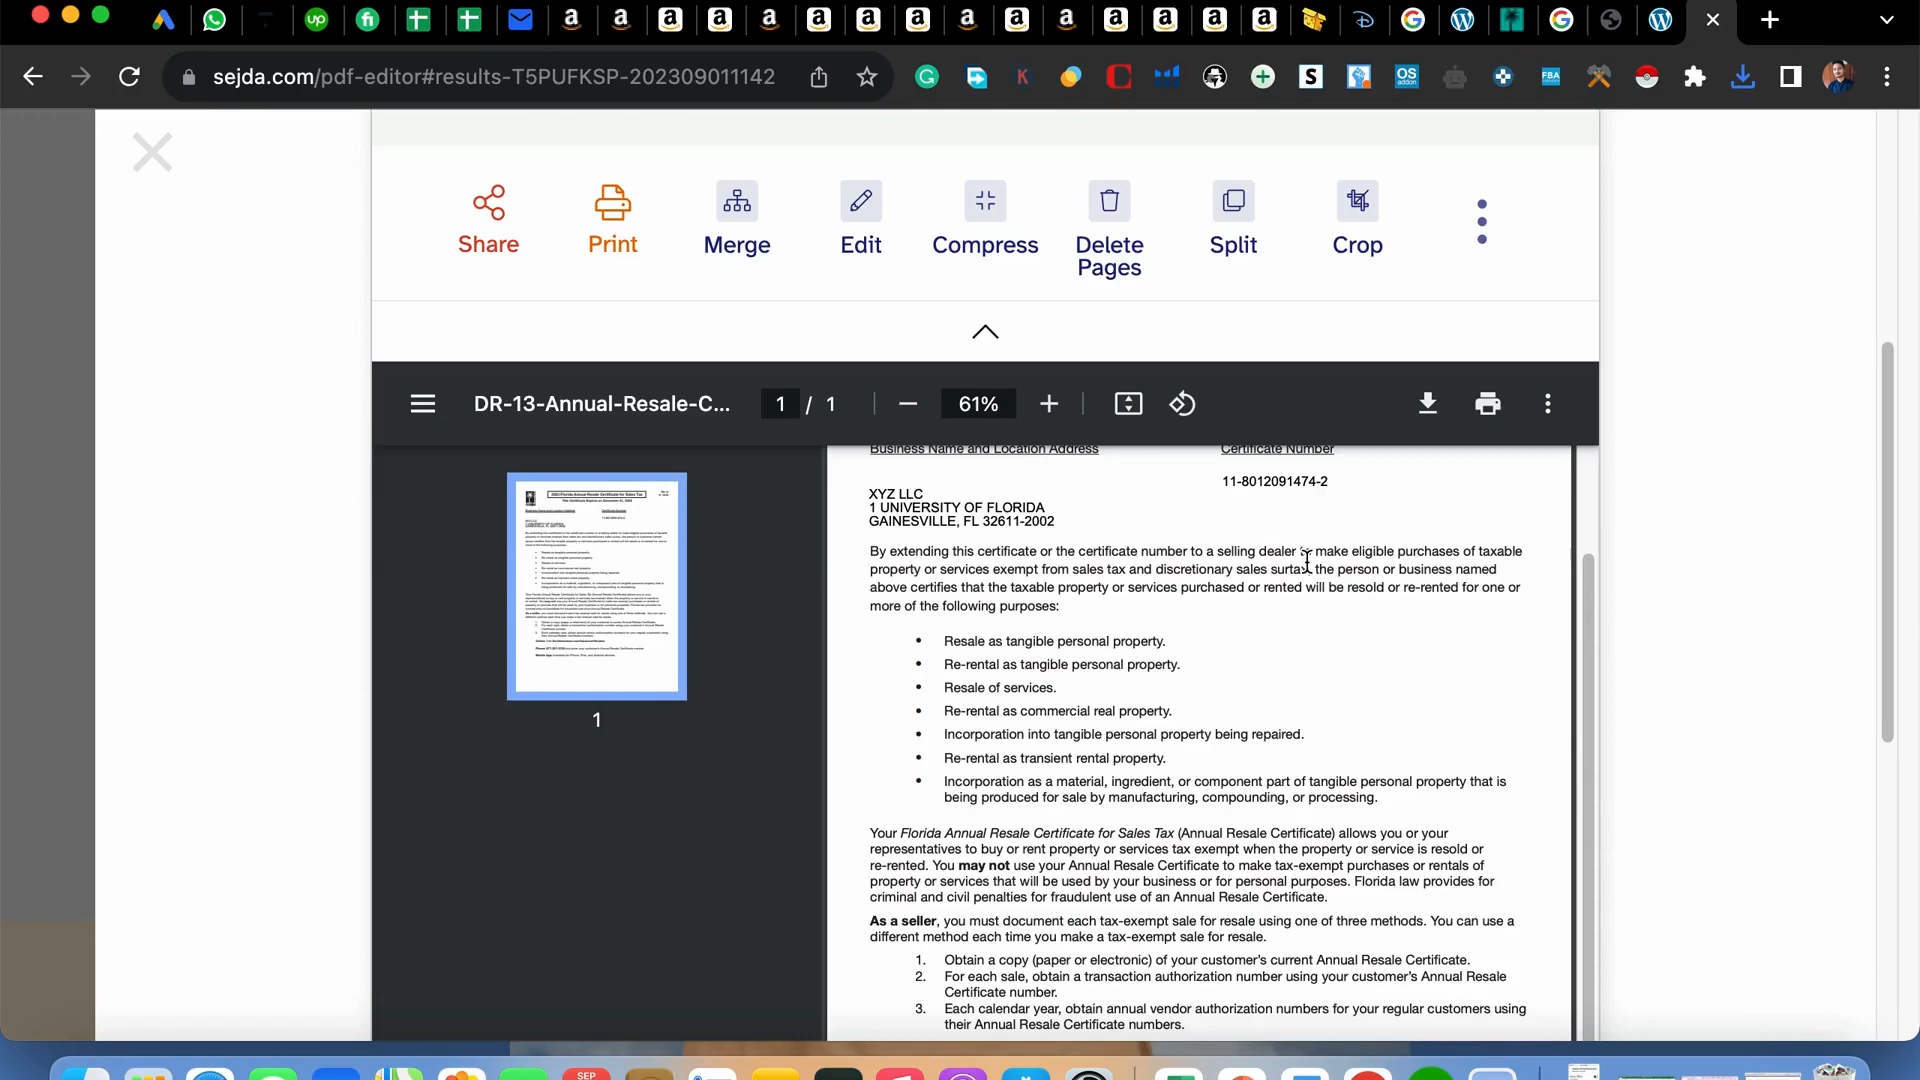 sejda.com/pdf-editor#results-T5PUFKSP-202309011142
Share
Print
Merge
Edit
Compress
Delete
Pages
Split
Crop
DR-13-Annual-Resale-C...
1 / 1
61%
Business Name and Location Address
Certificate Number
11-8012091474-2
XYZ LLC
1 UNIVERSITY OF FLORIDA
GAINESVILLE, FL 32611-2002
By extending this certificate or the certificate number to a selling dealer make eligible purchases of taxable
property or services exempt from sales tax and discretionary sales surtax, the person or business named
above certifies that the taxable property or services purchased or rented will be resold or re-rented for one or
more of the following purposes:
• Resale as tangible personal property.
• Re-rental as tangible personal property.
• Resale of services.
• Re-rental as commercial real property.
• Incorporation into tangible personal property being repaired.
• Re-rental as transient rental property.
• Incorporation as a material, ingredient, or component part of tangible personal property that is
being produced for sale by manufacturing, compounding, or processing.
Your Florida Annual Resale Certificate for Sales Tax (Annual Resale Certificate) allows you or your
representatives to buy or rent property or services tax exempt when the property or service is resold or
re-rented. You may not use your Annual Resale Certificate to make tax-exempt purchases or rentals of
property or services that will be used by your business or for personal purposes. Florida law provides for
criminal and civil penalties for fraudulent use of an Annual Resale Certificate.
As a seller, you must document each tax-exempt sale for resale using one of three methods. You can use a
different method each time you make a tax-exempt sale for resale.
1. Obtain a copy (paper or electronic) of your customer's current Annual Resale Certificate.
2. For each sale, obtain a transaction authorization number using your customer's Annual Resale
Certificate number.
3. Each calendar year, obtain annual vendor authorization numbers for your regular customers using
their Annual Resale Certificate numbers.
1
SEP